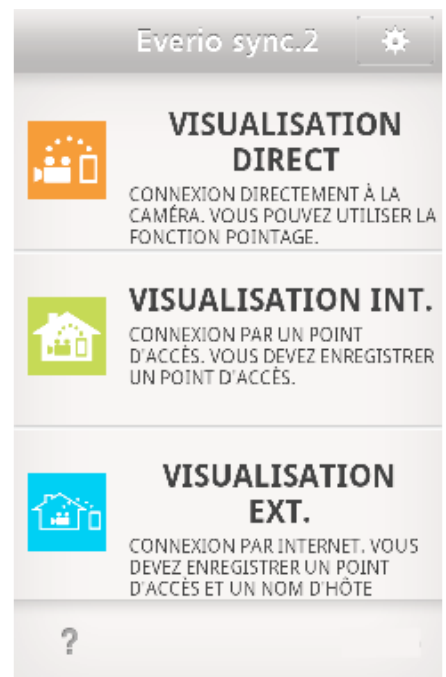 Everio sync.2
VISUALISATION
DIRECT
CONNEXION DIRECTEMENT À LA
CAMÉRA. VOUS POUVEZ UTILISER LA
FONCTION POINTAGE.
VISUALISATION INT.
CONNEXION PAR UN POINT
D'ACCÈS. VOUS DEVEZ ENREGISTRER
UN POINT D'ACCÈS.
VISUALISATION
EXT.
CONNEXION PAR INTERNET. VOUS
DEVEZ ENREGISTRER UN POINT
D'ACCÈS ET UN NOM D'HÔTE
?